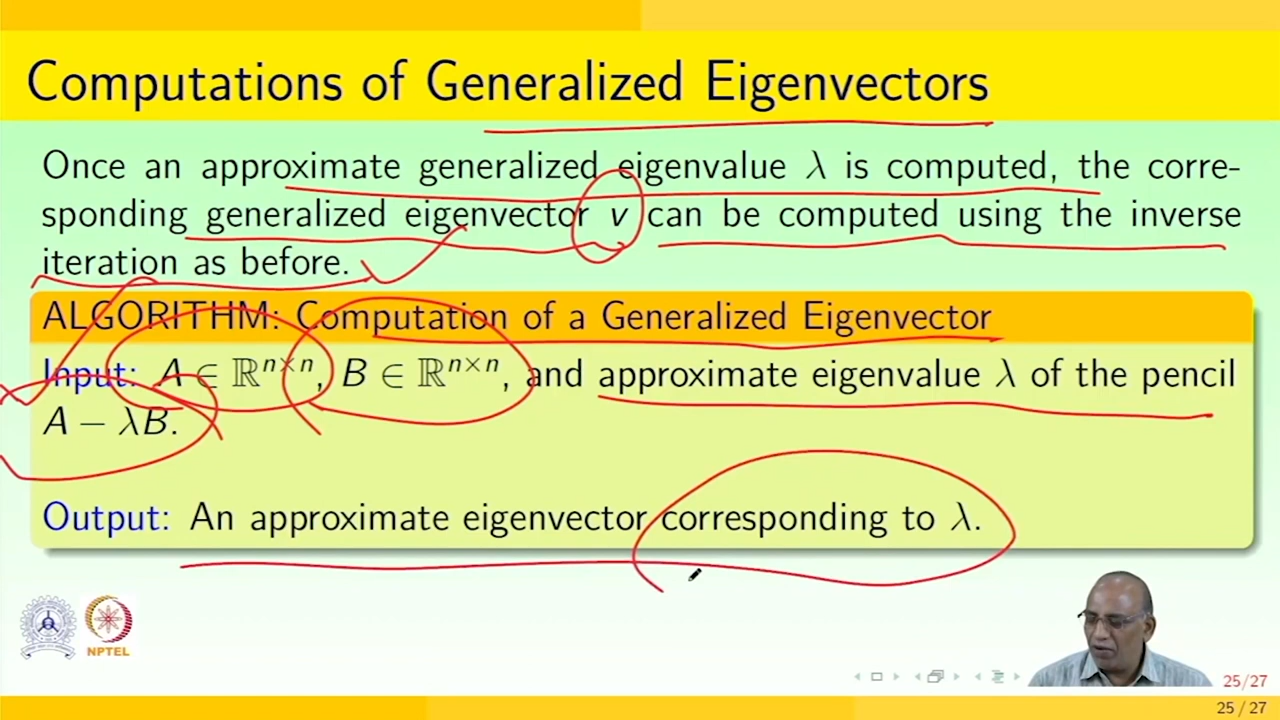 Computations of Generalized Eigenvectors
Once an approximate generalized eigenvalue λ is computed, the corre-
sponding generalized eigenvector v can be computed using the inverse
iteration as before.
ALGORITHM: Computation of a Generalized Eigenvector
Input: A ∈ ℝⁿˣⁿ, B ∈ ℝⁿˣⁿ, and approximate eigenvalue λ of the pencil
A − λB.
Output: An approximate eigenvector corresponding to λ.
NPTEL
25/27
25 / 27